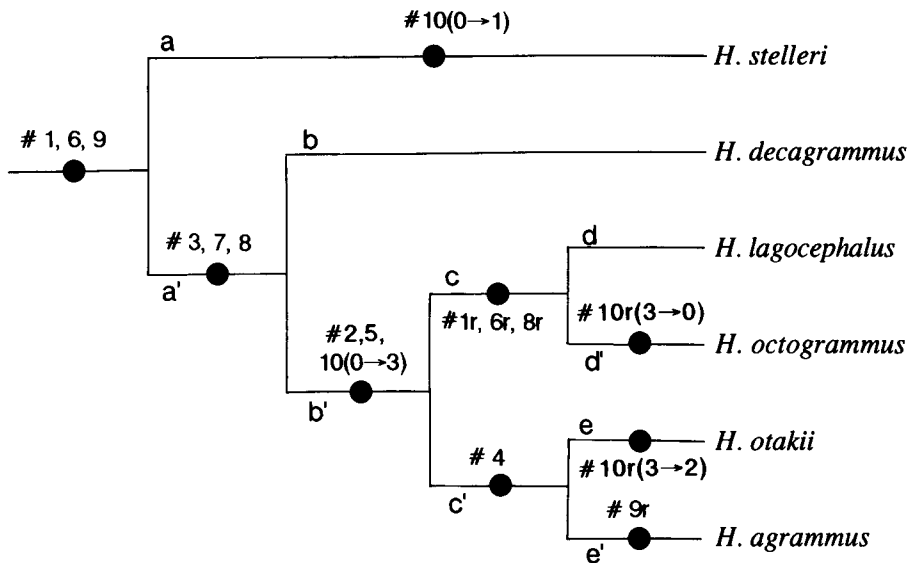 # 10(0→1)
a
H. stelleri
# 1, 6, 9
b
H. decagrammus
# 3, 7, 8
a'
d
H. lagocephalus
c
#1r, 6r, 8r
# 10r(3→0)
d'
H. octogrammus
#2,5,
10(0→3)
b'
e
H. otakii
# 10r(3→2)
# 4
c'
# 9r
e'
H. agrammus